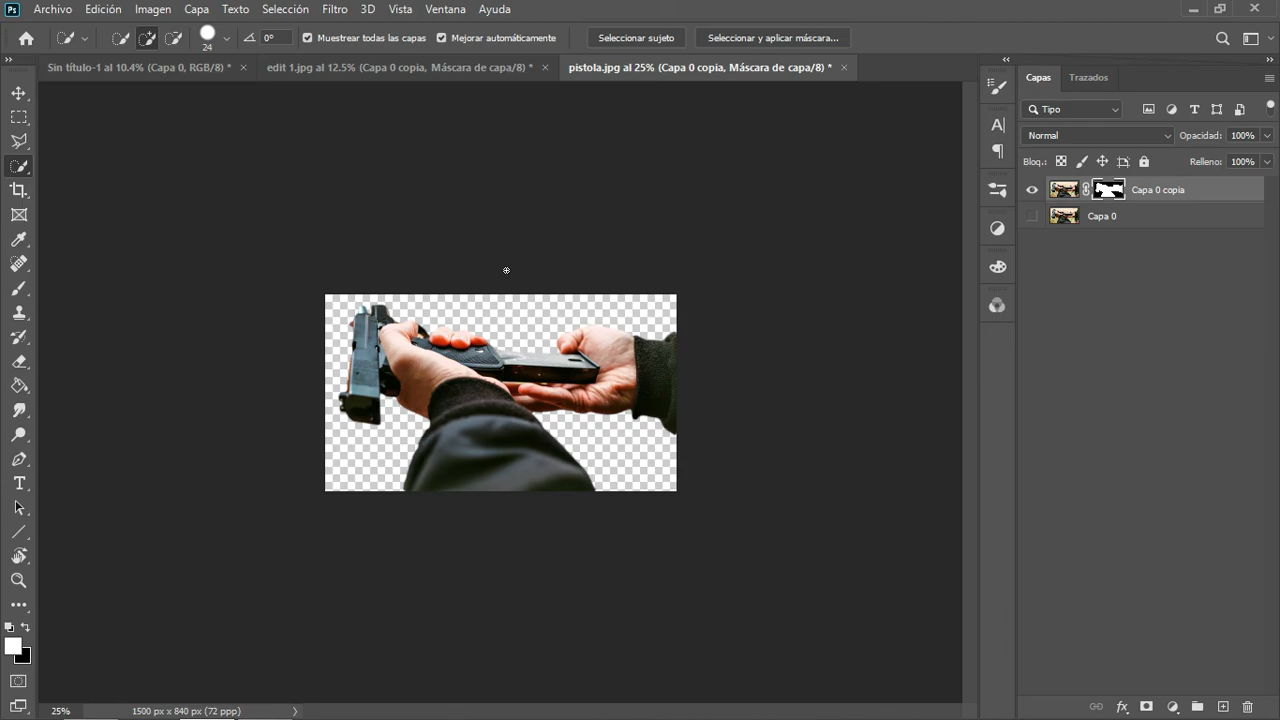 Ps Archivo Edición Imagen Capa Texto Selección Filtro 3D Vista Ventana Ayuda
24 0° Muestrear todas las capas Mejorar automáticamente Seleccionar sujeto Seleccionar y aplicar máscara...
Sin título-1 al 10.4% (Capa 0, RGB/8) * edit 1.jpg al 12.5% (Capa 0 copia, Máscara de capa/8) * pistola.jpg al 25% (Capa 0 copia, Máscara de capa/8) *
Capas Trazados
Tipo
Normal Opacidad: 100%
Bloq.: Relleno: 100%
Capa 0 copia
Capa 0
25% 1500 px x 840 px (72 ppp)